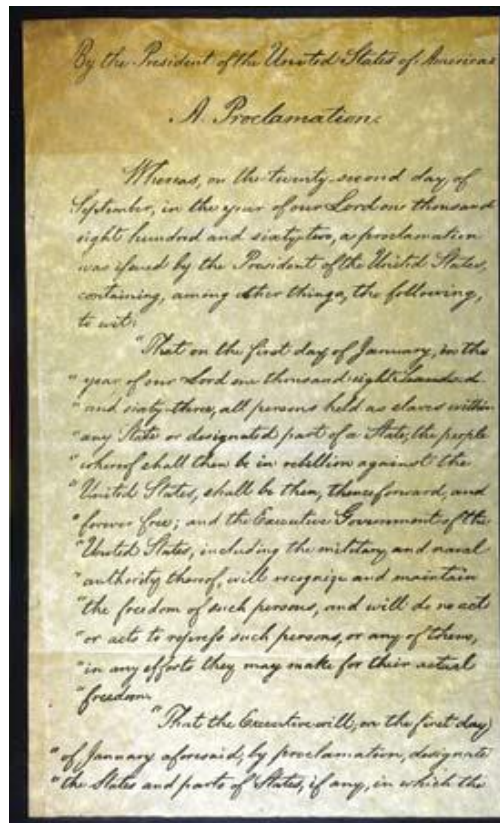 By the President of the United States of America:
A Proclamation.
Whereas, on the twenty-second day of
September, in the year of our Lord one thousand
eight hundred and sixty-two, a proclamation
was issued by the President of the United States,
containing, among other things, the following,
to wit:
"That on the first day of January, in the
"year of our Lord one thousand eight hundred
"and sixty-three, all persons held as slaves within
"any State or designated part of a State, the people
"whereof shall then be in rebellion against the
"United States, shall be then, thenceforward, and
"forever free; and the Executive Government of the
"United States, including the military and naval
"authority thereof, will recognize and maintain
"the freedom of such persons, and will do no act
"or acts to repress such persons, or any of them,
"in any efforts they may make for their actual
"freedom.
"That the Executive will, on the first day
"of January aforesaid, by proclamation, designate
"the States and parts of States, if any, in which the